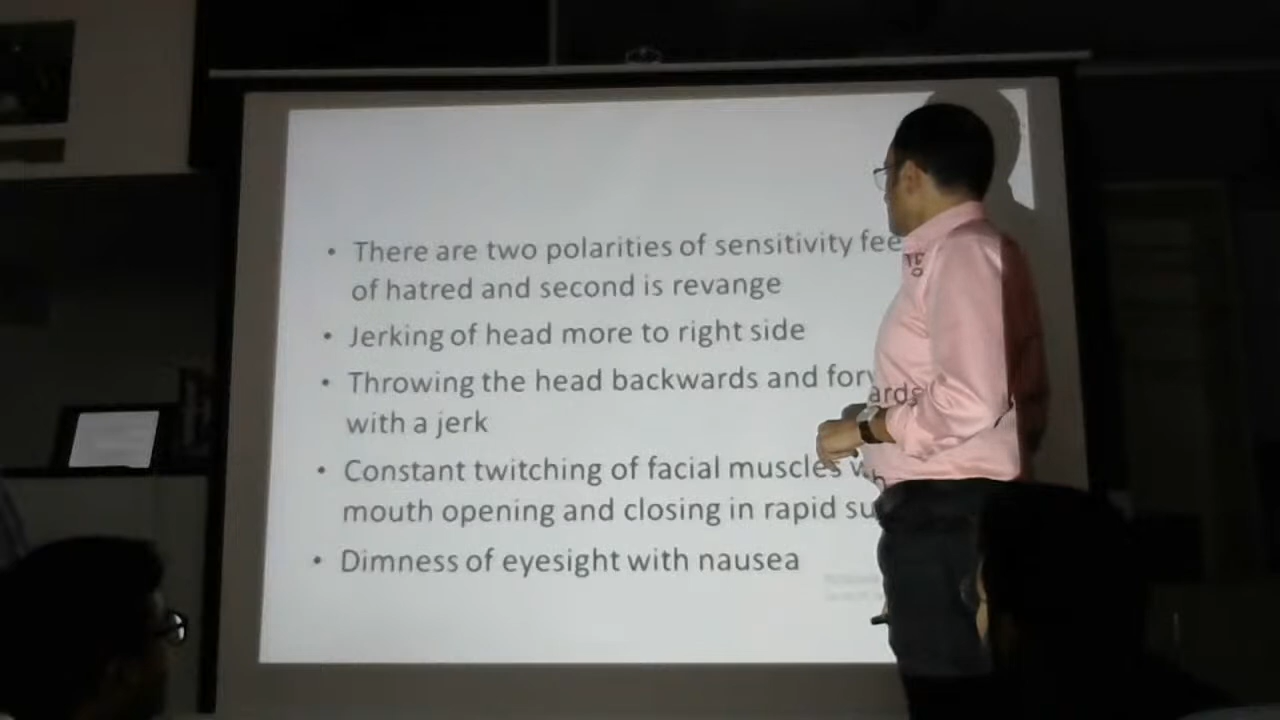 • There are two polarities of sensitivity fee
of hatred and second is revange
• Jerking of head more to right side
• Throwing the head backwards and forwards
with a jerk
• Constant twitching of facial muscles
mouth opening and closing in rapid su
• Dimness of eyesight with nausea